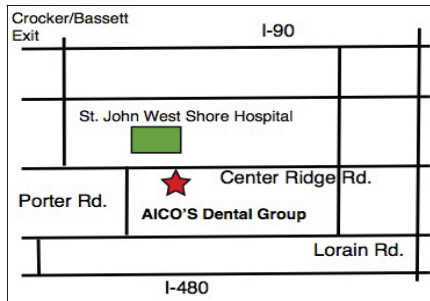 Crocker/Bassett
Exit
I-90
St. John West Shore Hospital
Center Ridge Rd.
Porter Rd.
AICO'S Dental Group
Lorain Rd.
I-480